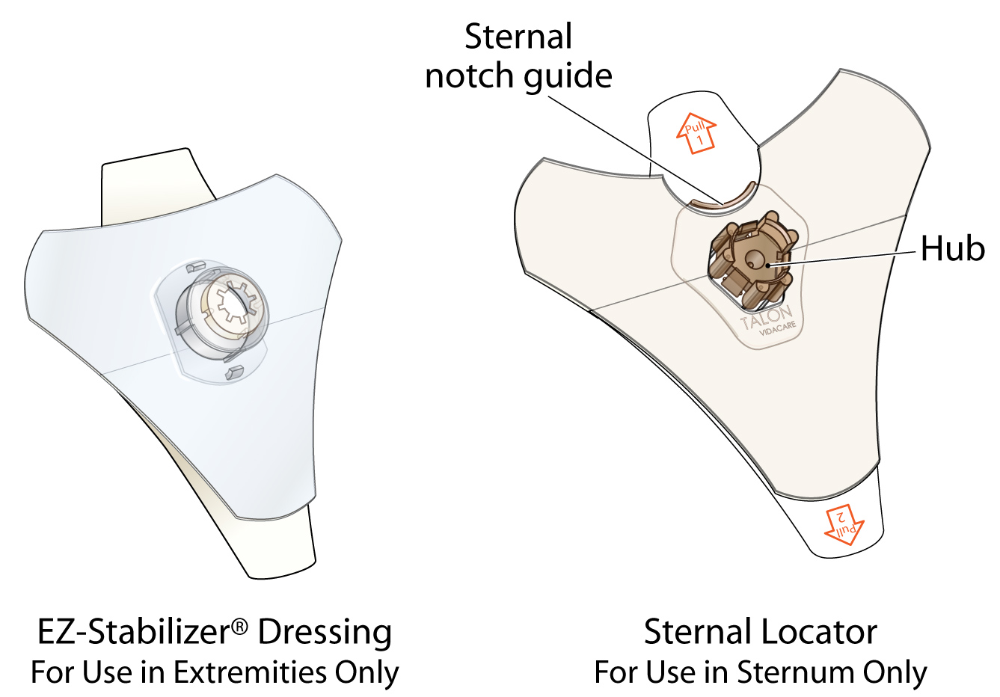 Sternal
notch guide
Pull
1
Hub
TALON
VIDACARE
Pull
2
EZ-Stabilizer® Dressing
For Use in Extremities Only
Sternal Locator
For Use in Sternum Only